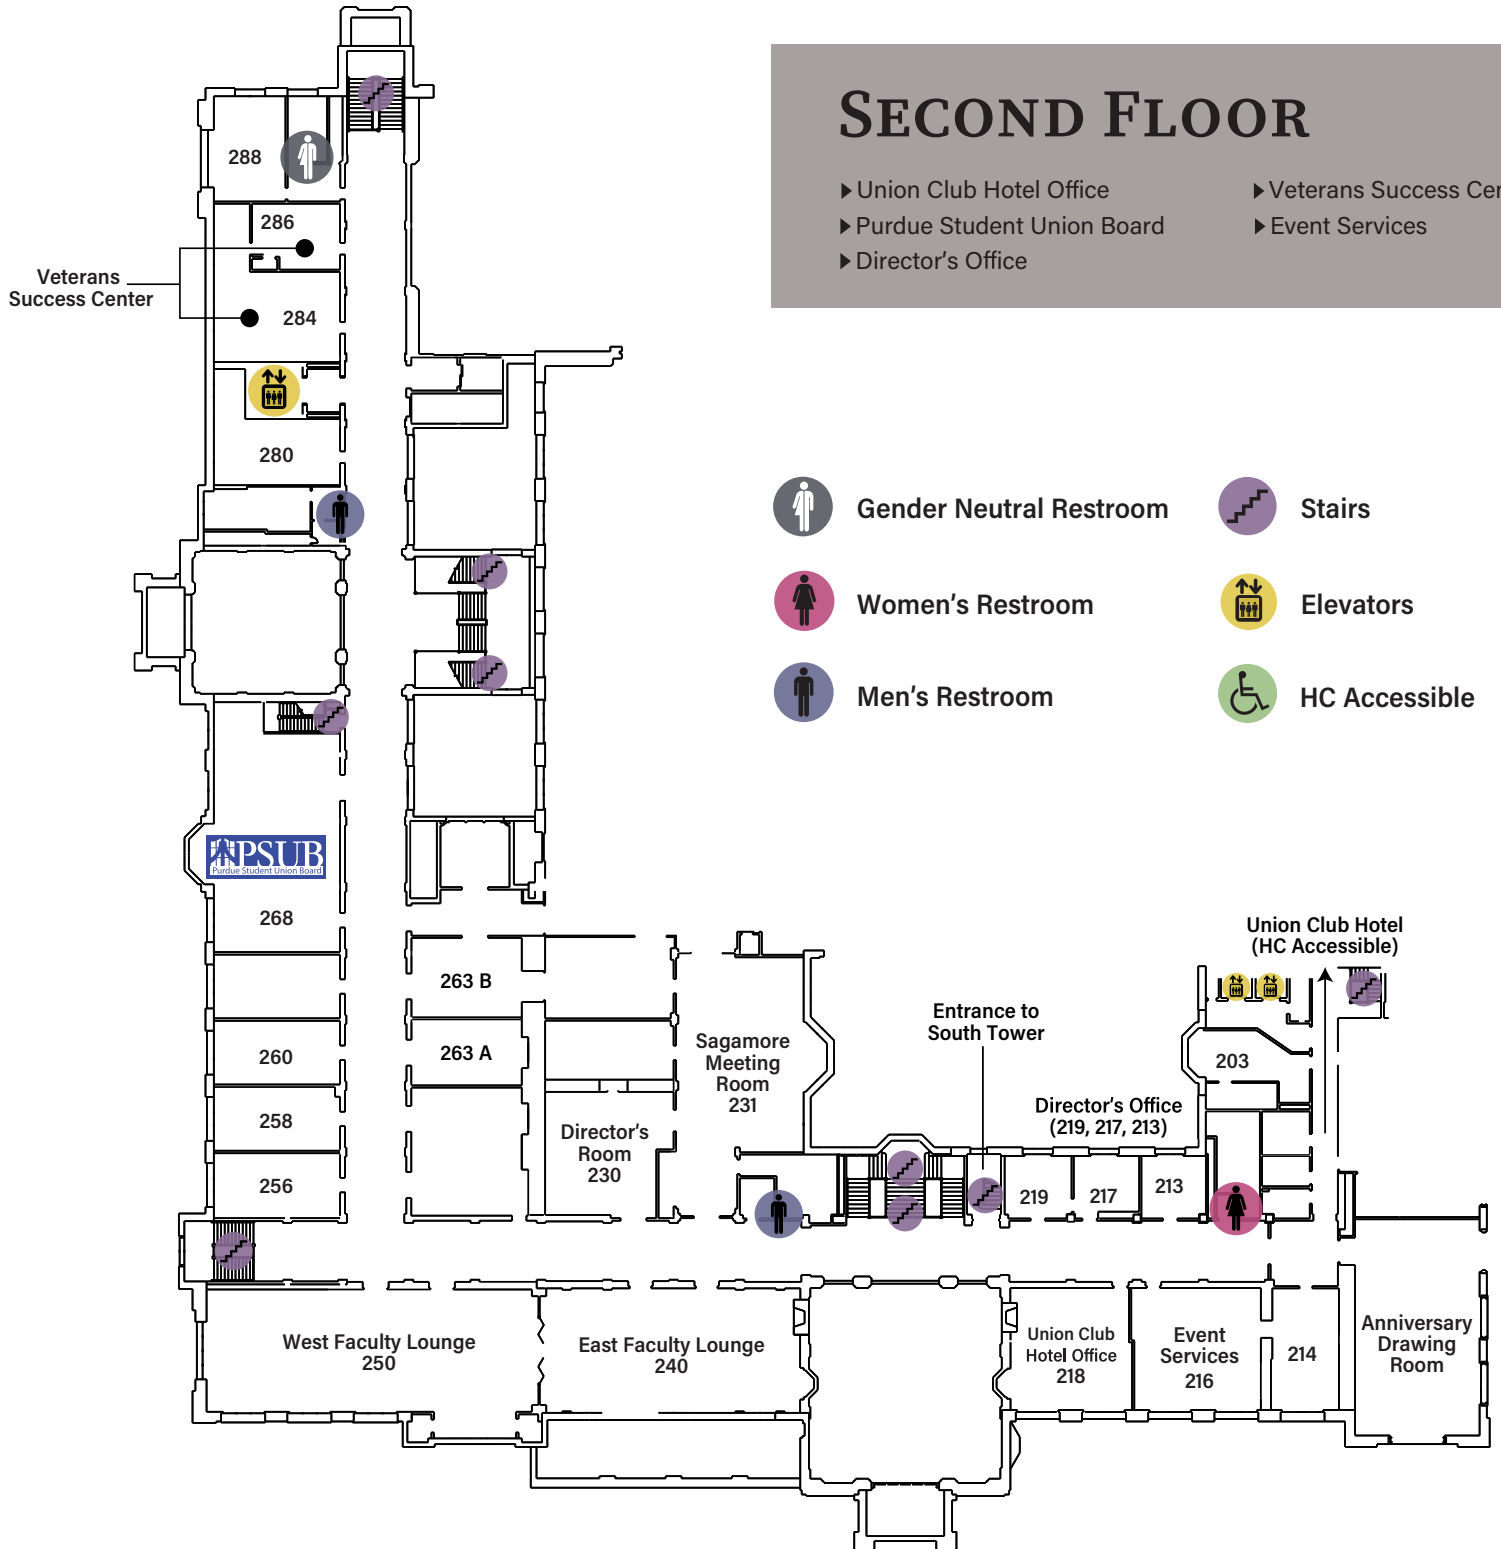 SECOND FLOOR
Union Club Hotel Office
Purdue Student Union Board
Director's Office
Veterans Success Cen
Event Services
288
286
Veterans
Success Center
284
280
Gender Neutral Restroom
Women's Restroom
Men's Restroom
Stairs
Elevators
HC Accessible
PSUB
Purdue Student Union Board
268
263 B
263 A
260
258
256
Sagamore
Meeting
Room
231
Director's
Room
230
Entrance to
South Tower
Union Club Hotel
(HC Accessible)
203
Director's Office
(219, 217, 213)
219
217
213
West Faculty Lounge
250
East Faculty Lounge
240
Union Club
Hotel Office
218
Event
Services
216
214
Anniversary
Drawing
Room